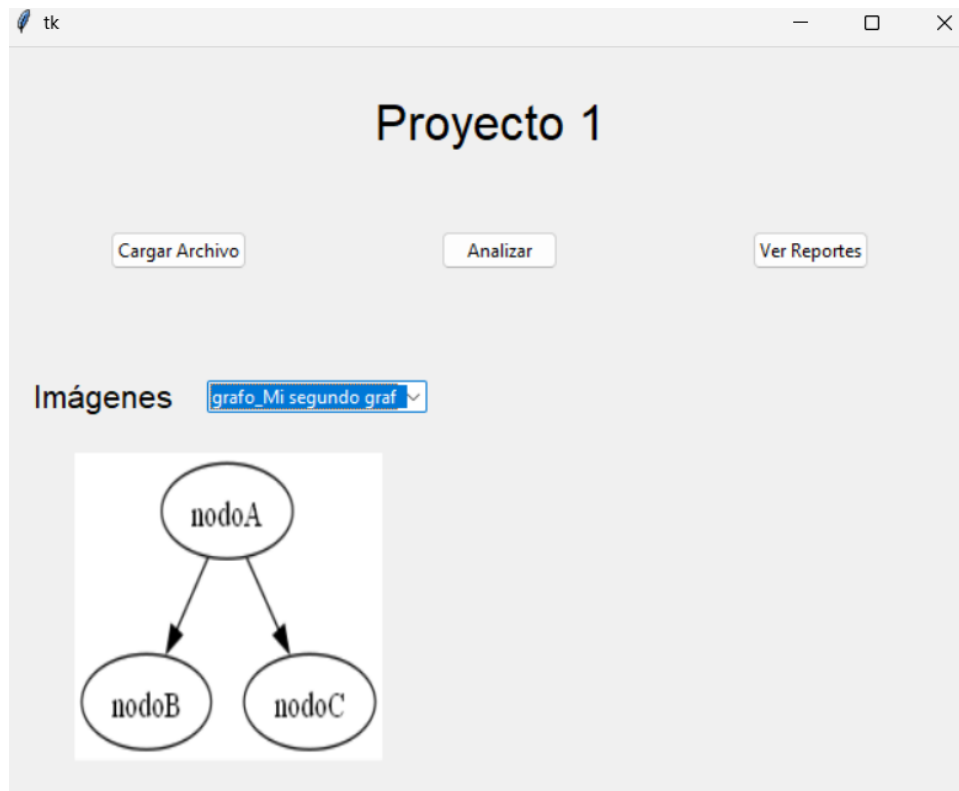 tk
Proyecto 1
Cargar Archivo Analizar Ver Reportes
Imágenes grafo_Mi segundo graf
nodoA
nodoB nodoC